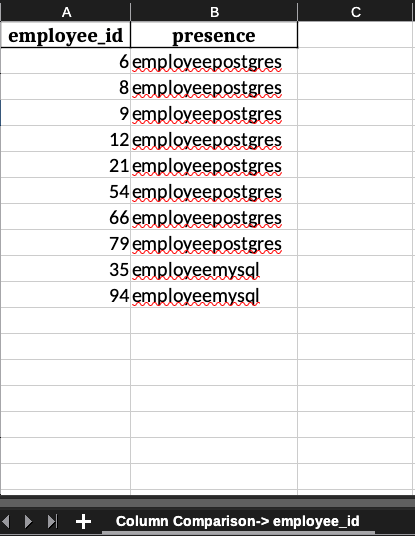 A B C
employee_id presence
6 employeepostgres
8 employeepostgres
9 employeepostgres
12 employeepostgres
21 employeepostgres
54 employeepostgres
66 employeepostgres
79 employeepostgres
35 employeemysql
94 employeemysql
Column Comparison-> employee_id